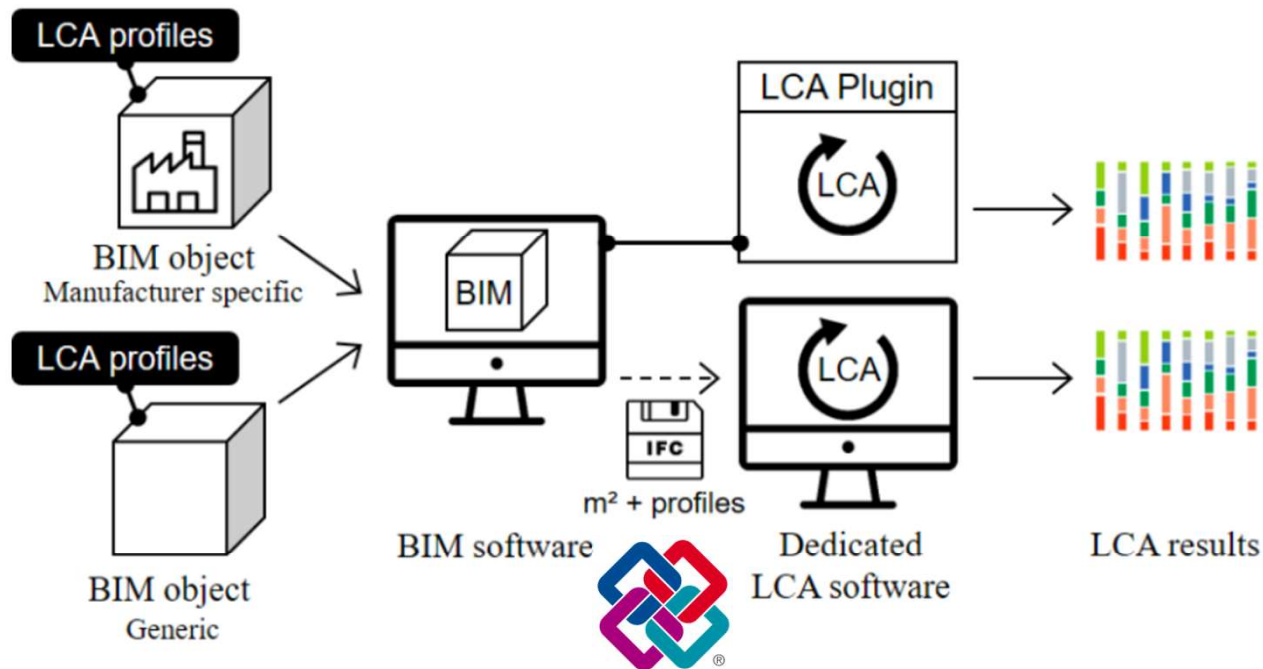 LCA profiles
BIM object
Manufacturer specific
LCA profiles
BIM object
Generic
BIM
BIM software
IFC
m² + profiles
LCA Plugin
LCA
LCA
Dedicated
LCA software
LCA results
®